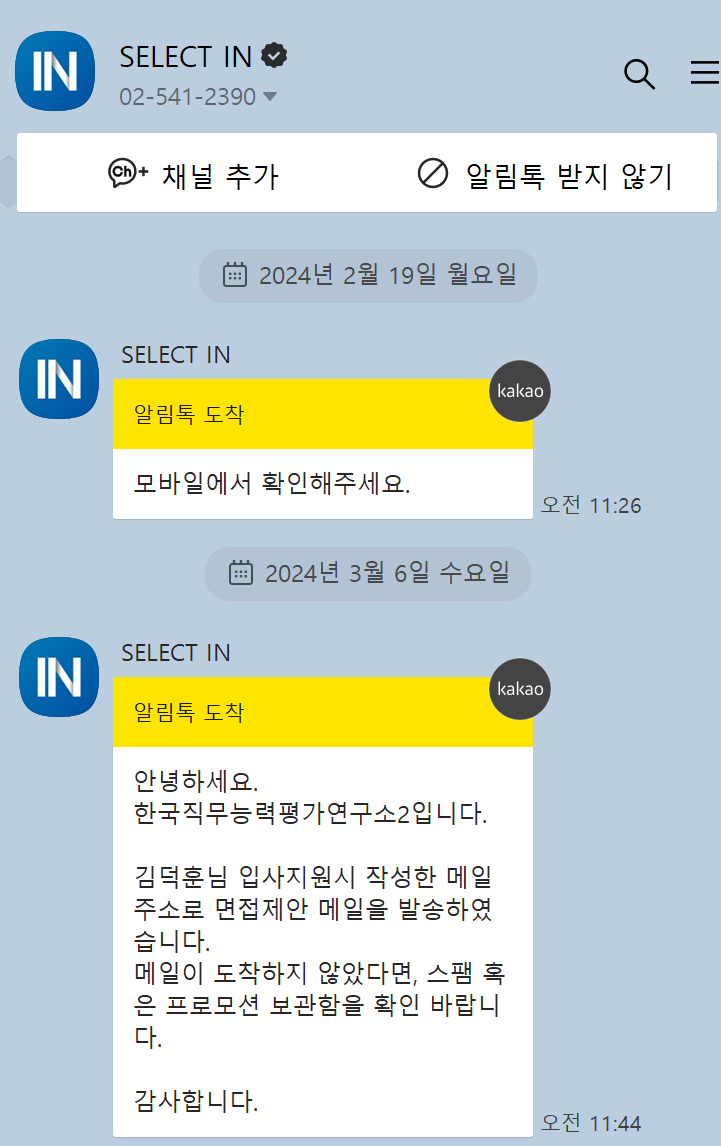 IN
SELECT IN
02-541-2390
Ch+ 채널 추가
알림톡 받지 않기
2024년 2월 19일 월요일
IN
SELECT IN
kakao
알림톡 도착
모바일에서 확인해주세요.
오전 11:26
2024년 3월 6일 수요일
IN
SELECT IN
kakao
알림톡 도착
안녕하세요.
한국직무능력평가연구소2입니다.
김덕훈님 입사지원시 작성한 메일
주소로 면접제안 메일을 발송하였
습니다.
메일이 도착하지 않았다면, 스팸 혹
은 프로모션 보관함을 확인 바랍니
다.
감사합니다.
오전 11:44